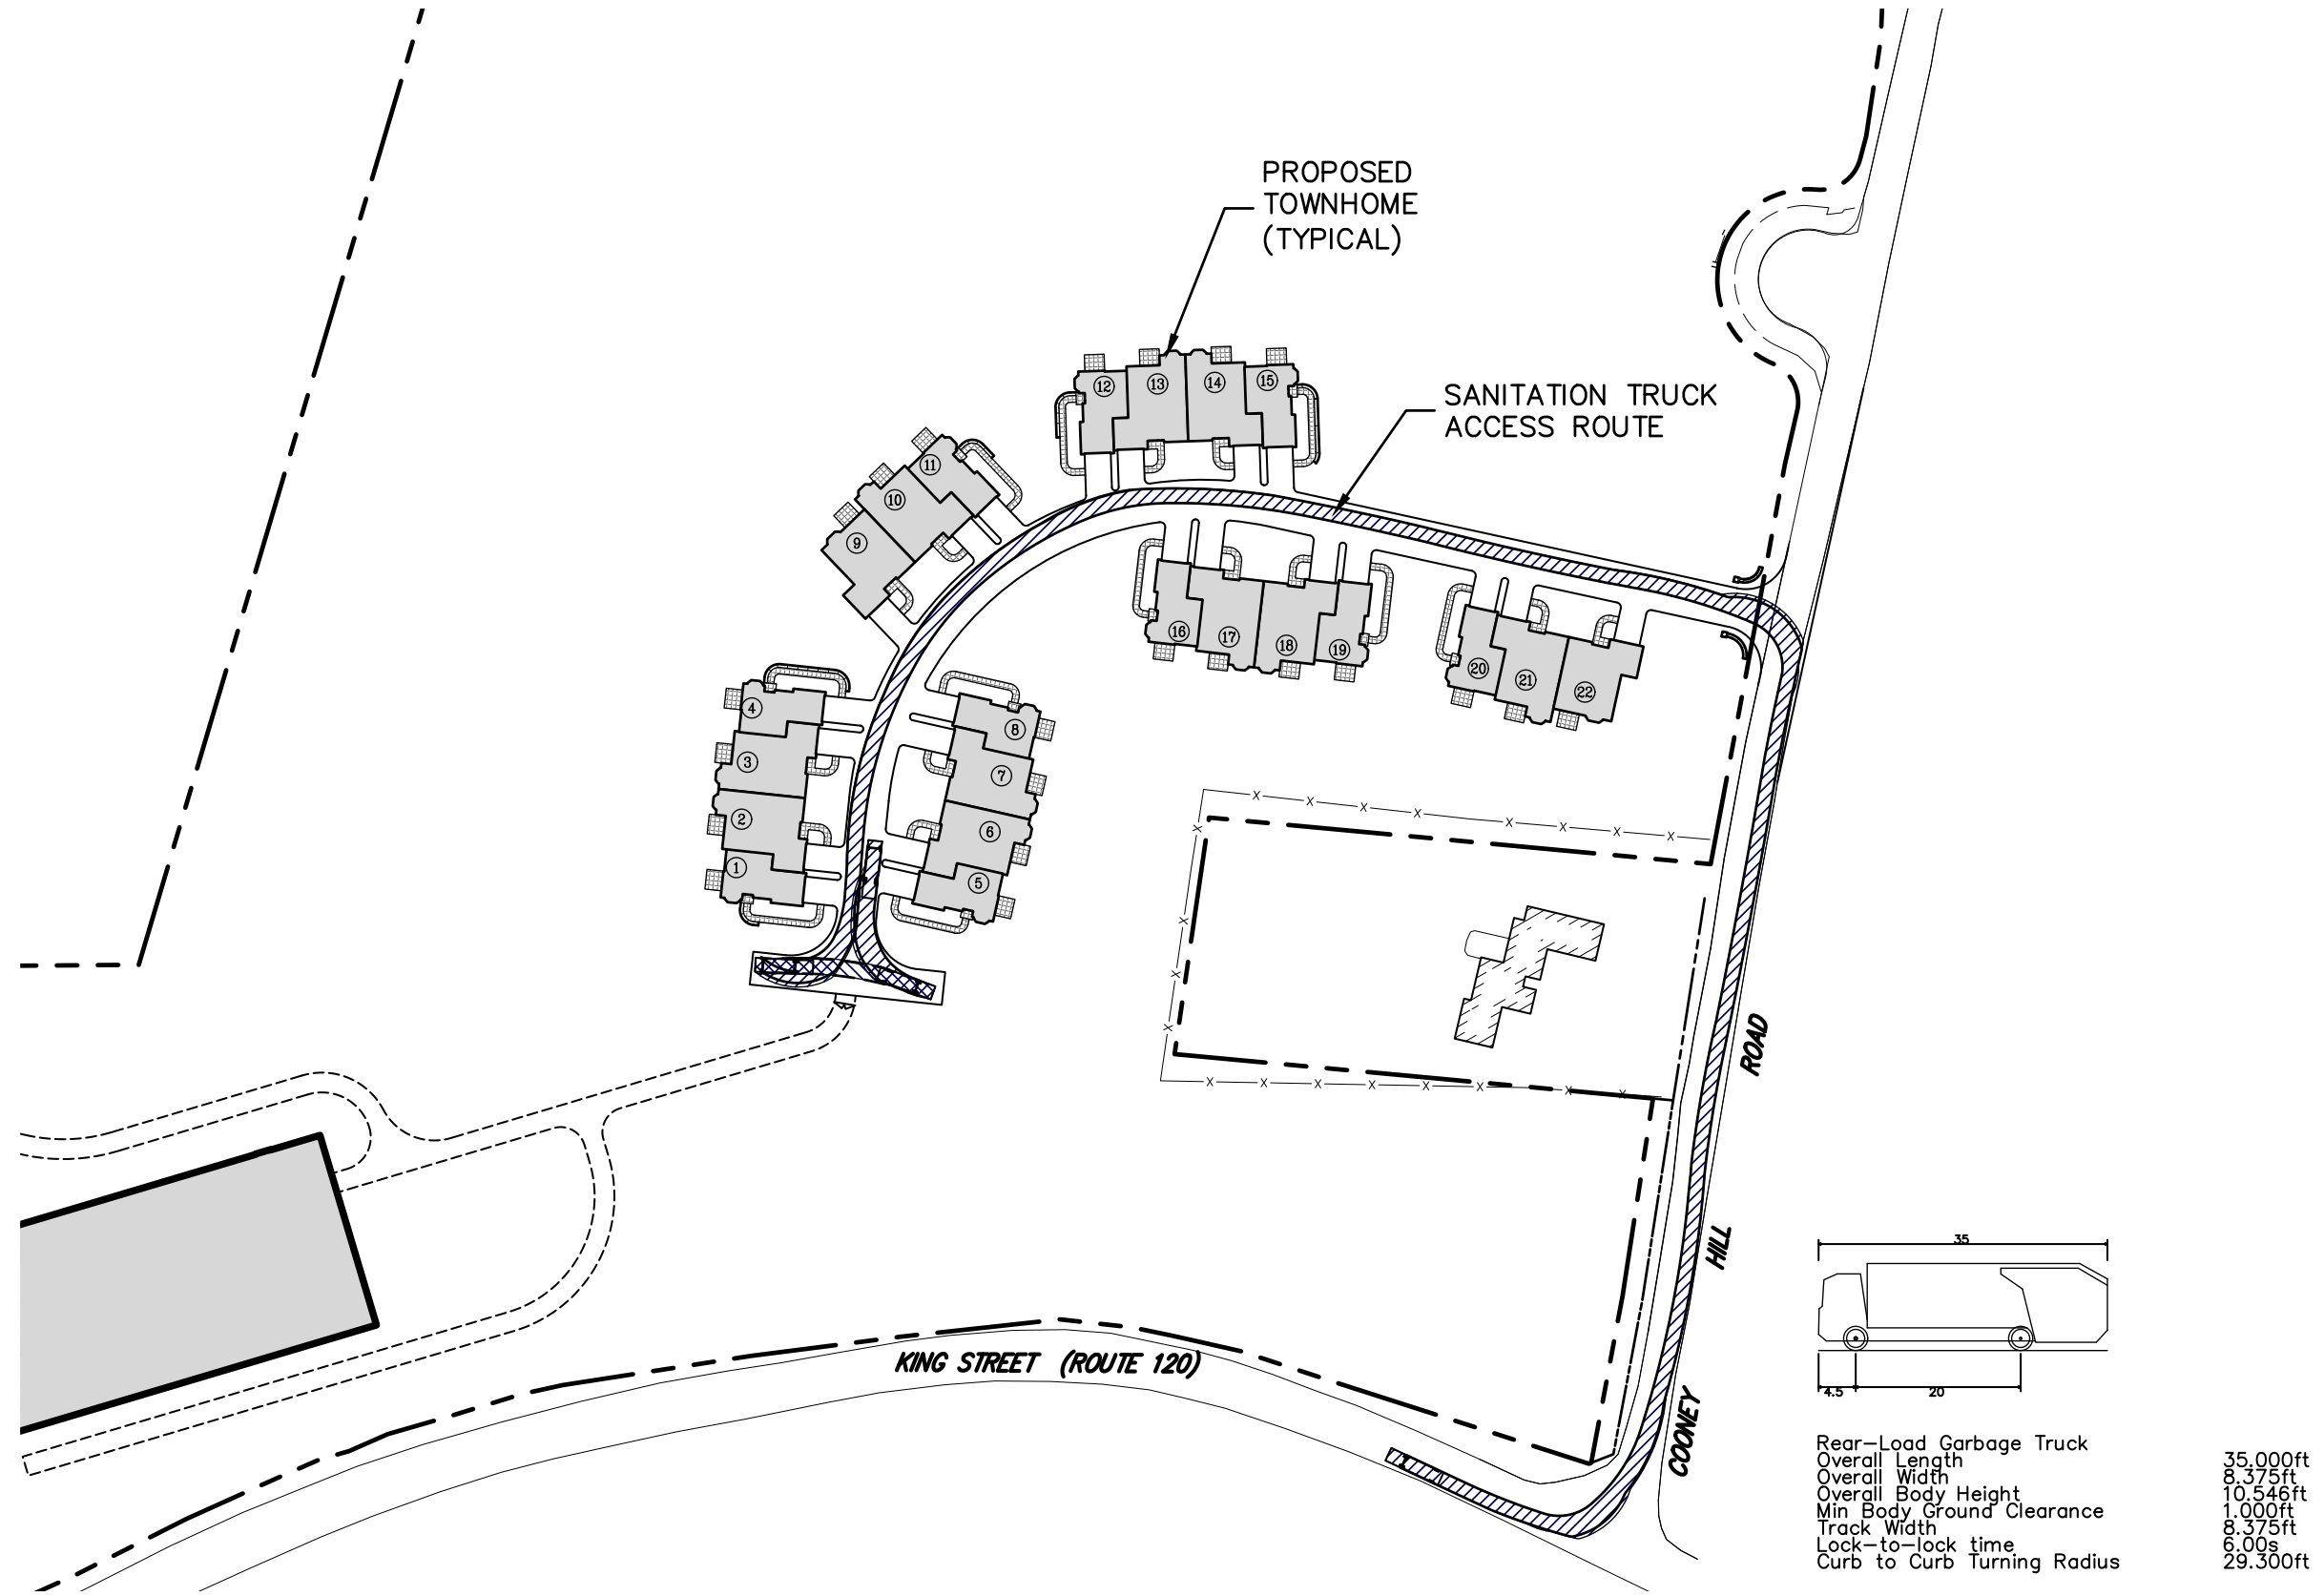 PROPOSED
TOWNHOME
(TYPICAL)
SANITATION TRUCK
ACCESS ROUTE
12
13
14
15
11
10
9
16
17
18
19
20
21
22
4
3
2
1
8
7
6
5
ROAD
HILL
COONEY
KING STREET (ROUTE 120)
35
4.5
20
Rear-Load Garbage Truck
Overall Length 35.000ft
Overall Width 8.375ft
Overall Body Height 10.546ft
Min Body Ground Clearance 1.000ft
Track Width 8.375ft
Lock-to-lock time 6.00s
Curb to Curb Turning Radius 29.300ft